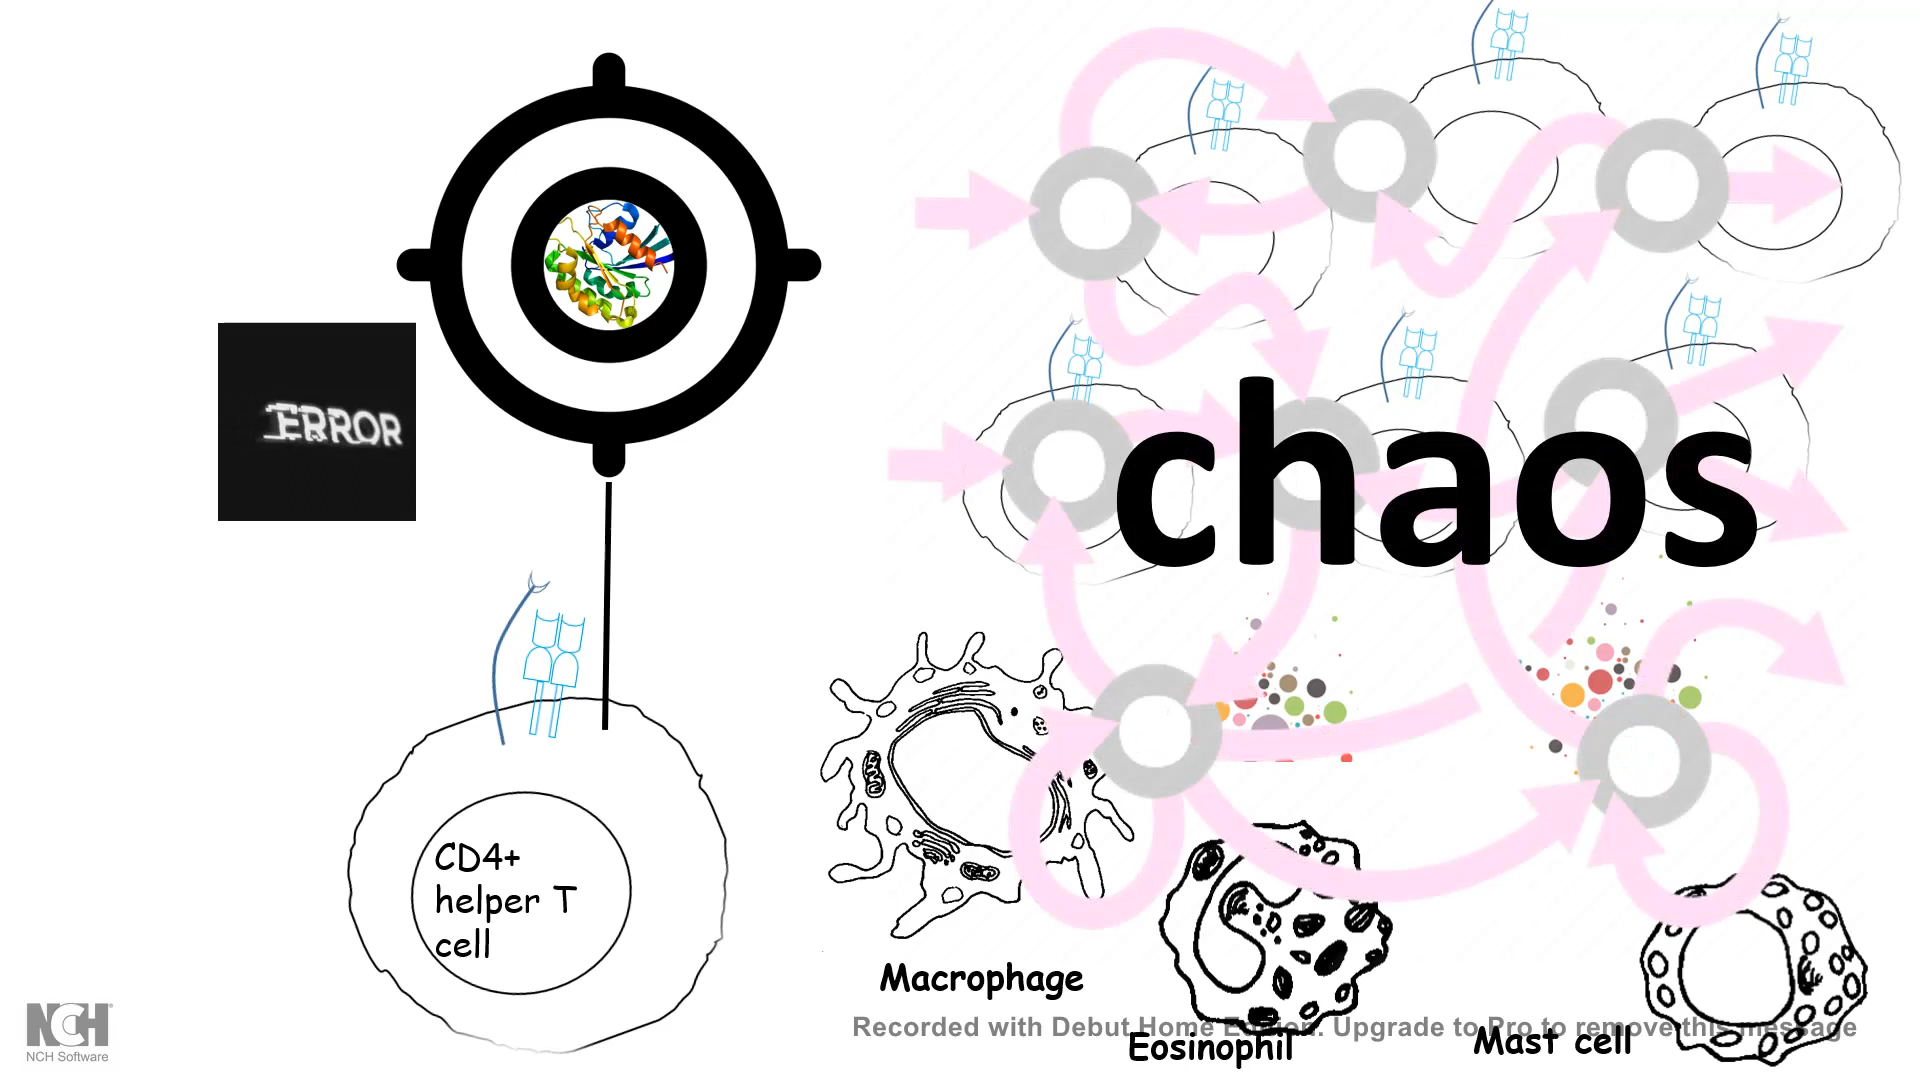 ERROR
chaos
CD4+
helper T
cell
Macrophage
Eosinophil
Mast cell
Recorded with Debut Home Edition. Upgrade to Pro to remove this message
NCH
NCH Software